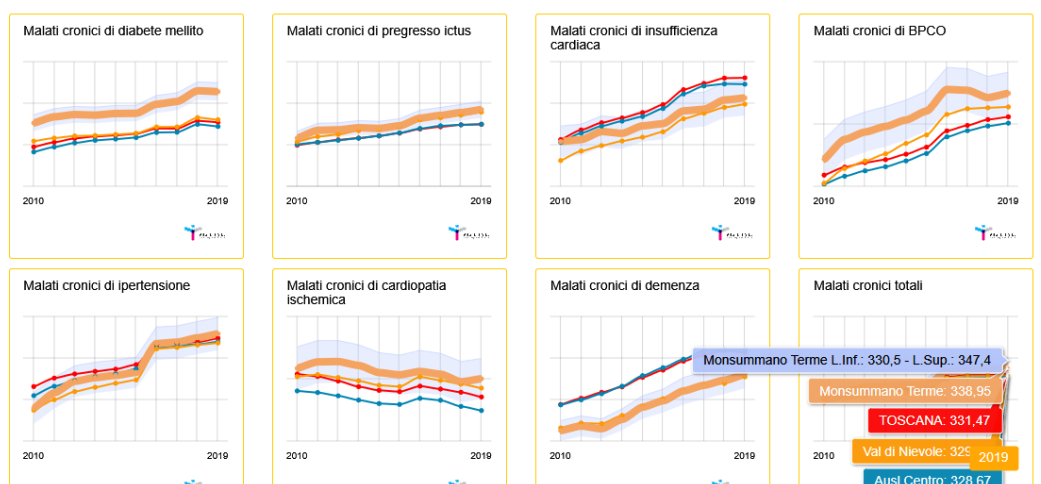 Malati cronici di diabete mellito
2010
2019
Malati cronici di pregresso ictus
2010
2019
Malati cronici di insufficienza
cardiaca
2010
2019
Malati cronici di BPCO
2010
2019
Malati cronici di ipertensione
2010
2019
Malati cronici di cardiopatia
ischemica
2010
2019
Malati cronici di demenza
2010
2019
Malati cronici totali
Monsummano Terme L.Inf.: 330,5 - L.Sup.: 347,4
Monsummano Terme: 338,95
TOSCANA: 331,47
Val di Nievole: 329
2019
2010
Ausl Centro: 328,67